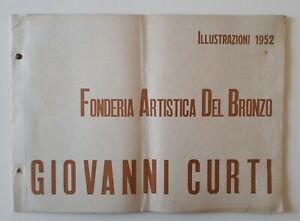 ILLUSTRAZIONI 1952
FONDERIA ARTISTICA DEL BRONZO
GIOVANNI CURTI